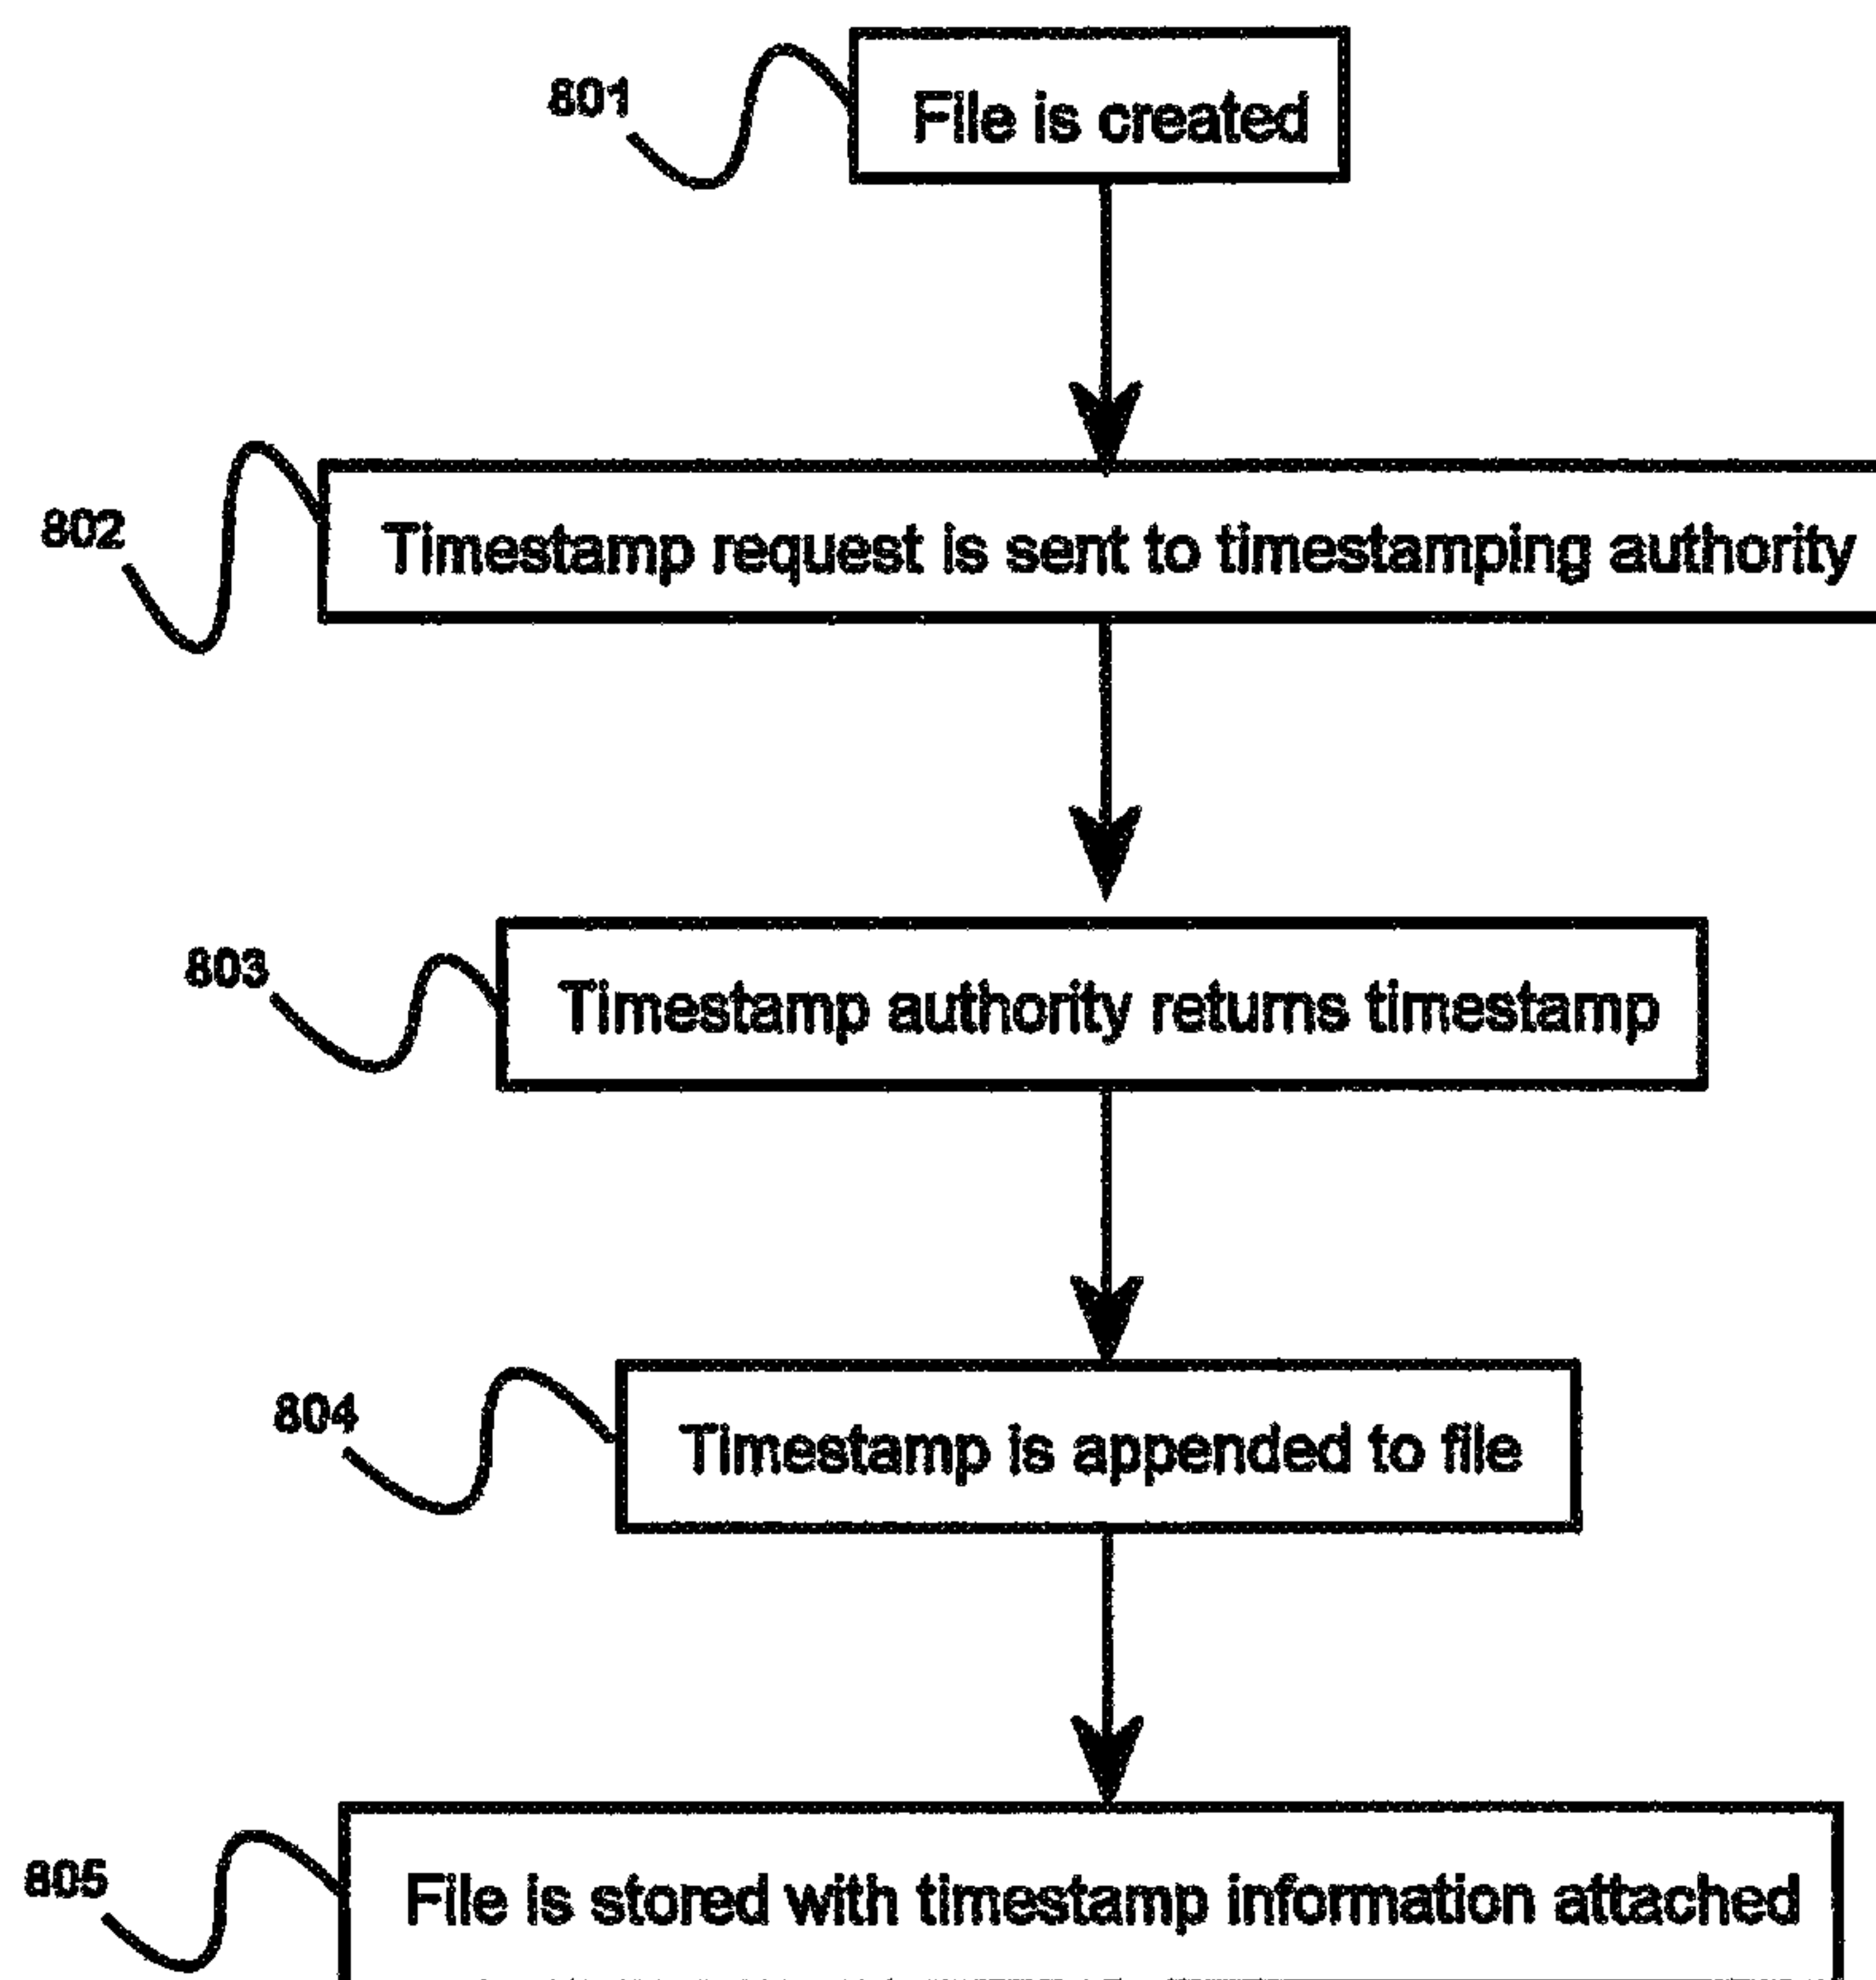 801
File is created
802
Timestamp request is sent to timestamping authority
803
Timestamp authority returns timestamp
804
Timestamp is appended to file
805
File is stored with timestamp information attached